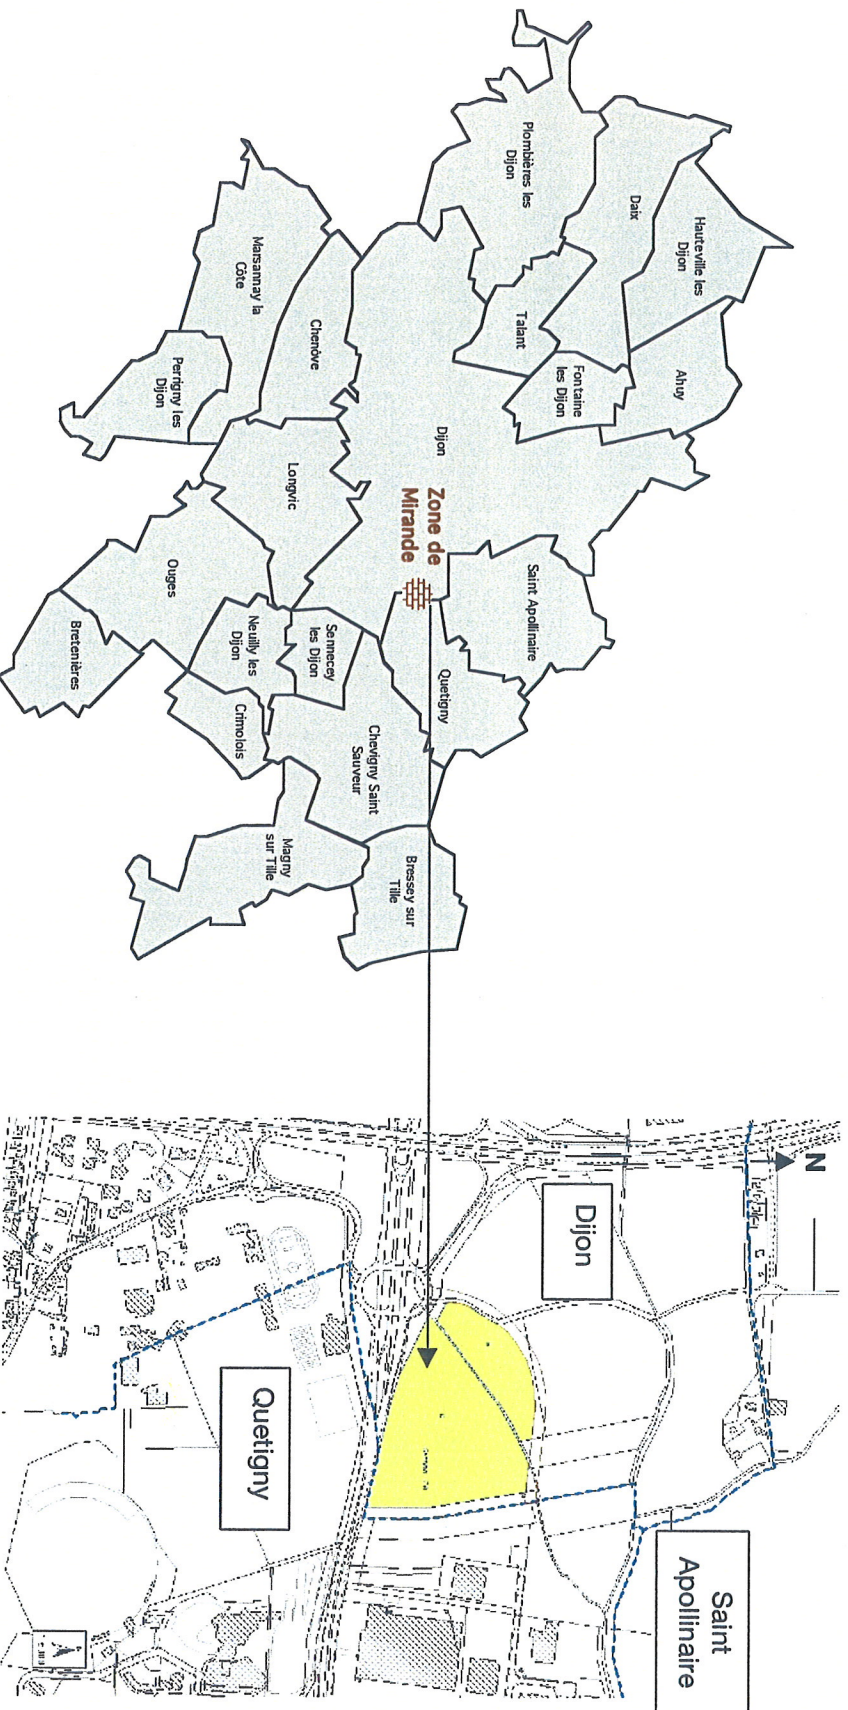 Hauteville les
Dijon
Daix
Ahuy
Plombières les
Dijon
Talant
Fontaine
les Dijon
Dijon
Saint Apollinaire
Zone de
Mirande
Quetigny
Marsannay la
Côte
Chenôve
Perrigny les
Dijon
Longvic
Ouges
Sennecey
les Dijon
Neuilly les
Dijon
Bretenières
Crimolois
Chevigny Saint
Sauveur
Magny
sur Tille
Bressey sur
Tille
N
Dijon
Quetigny
Saint
Apollinaire